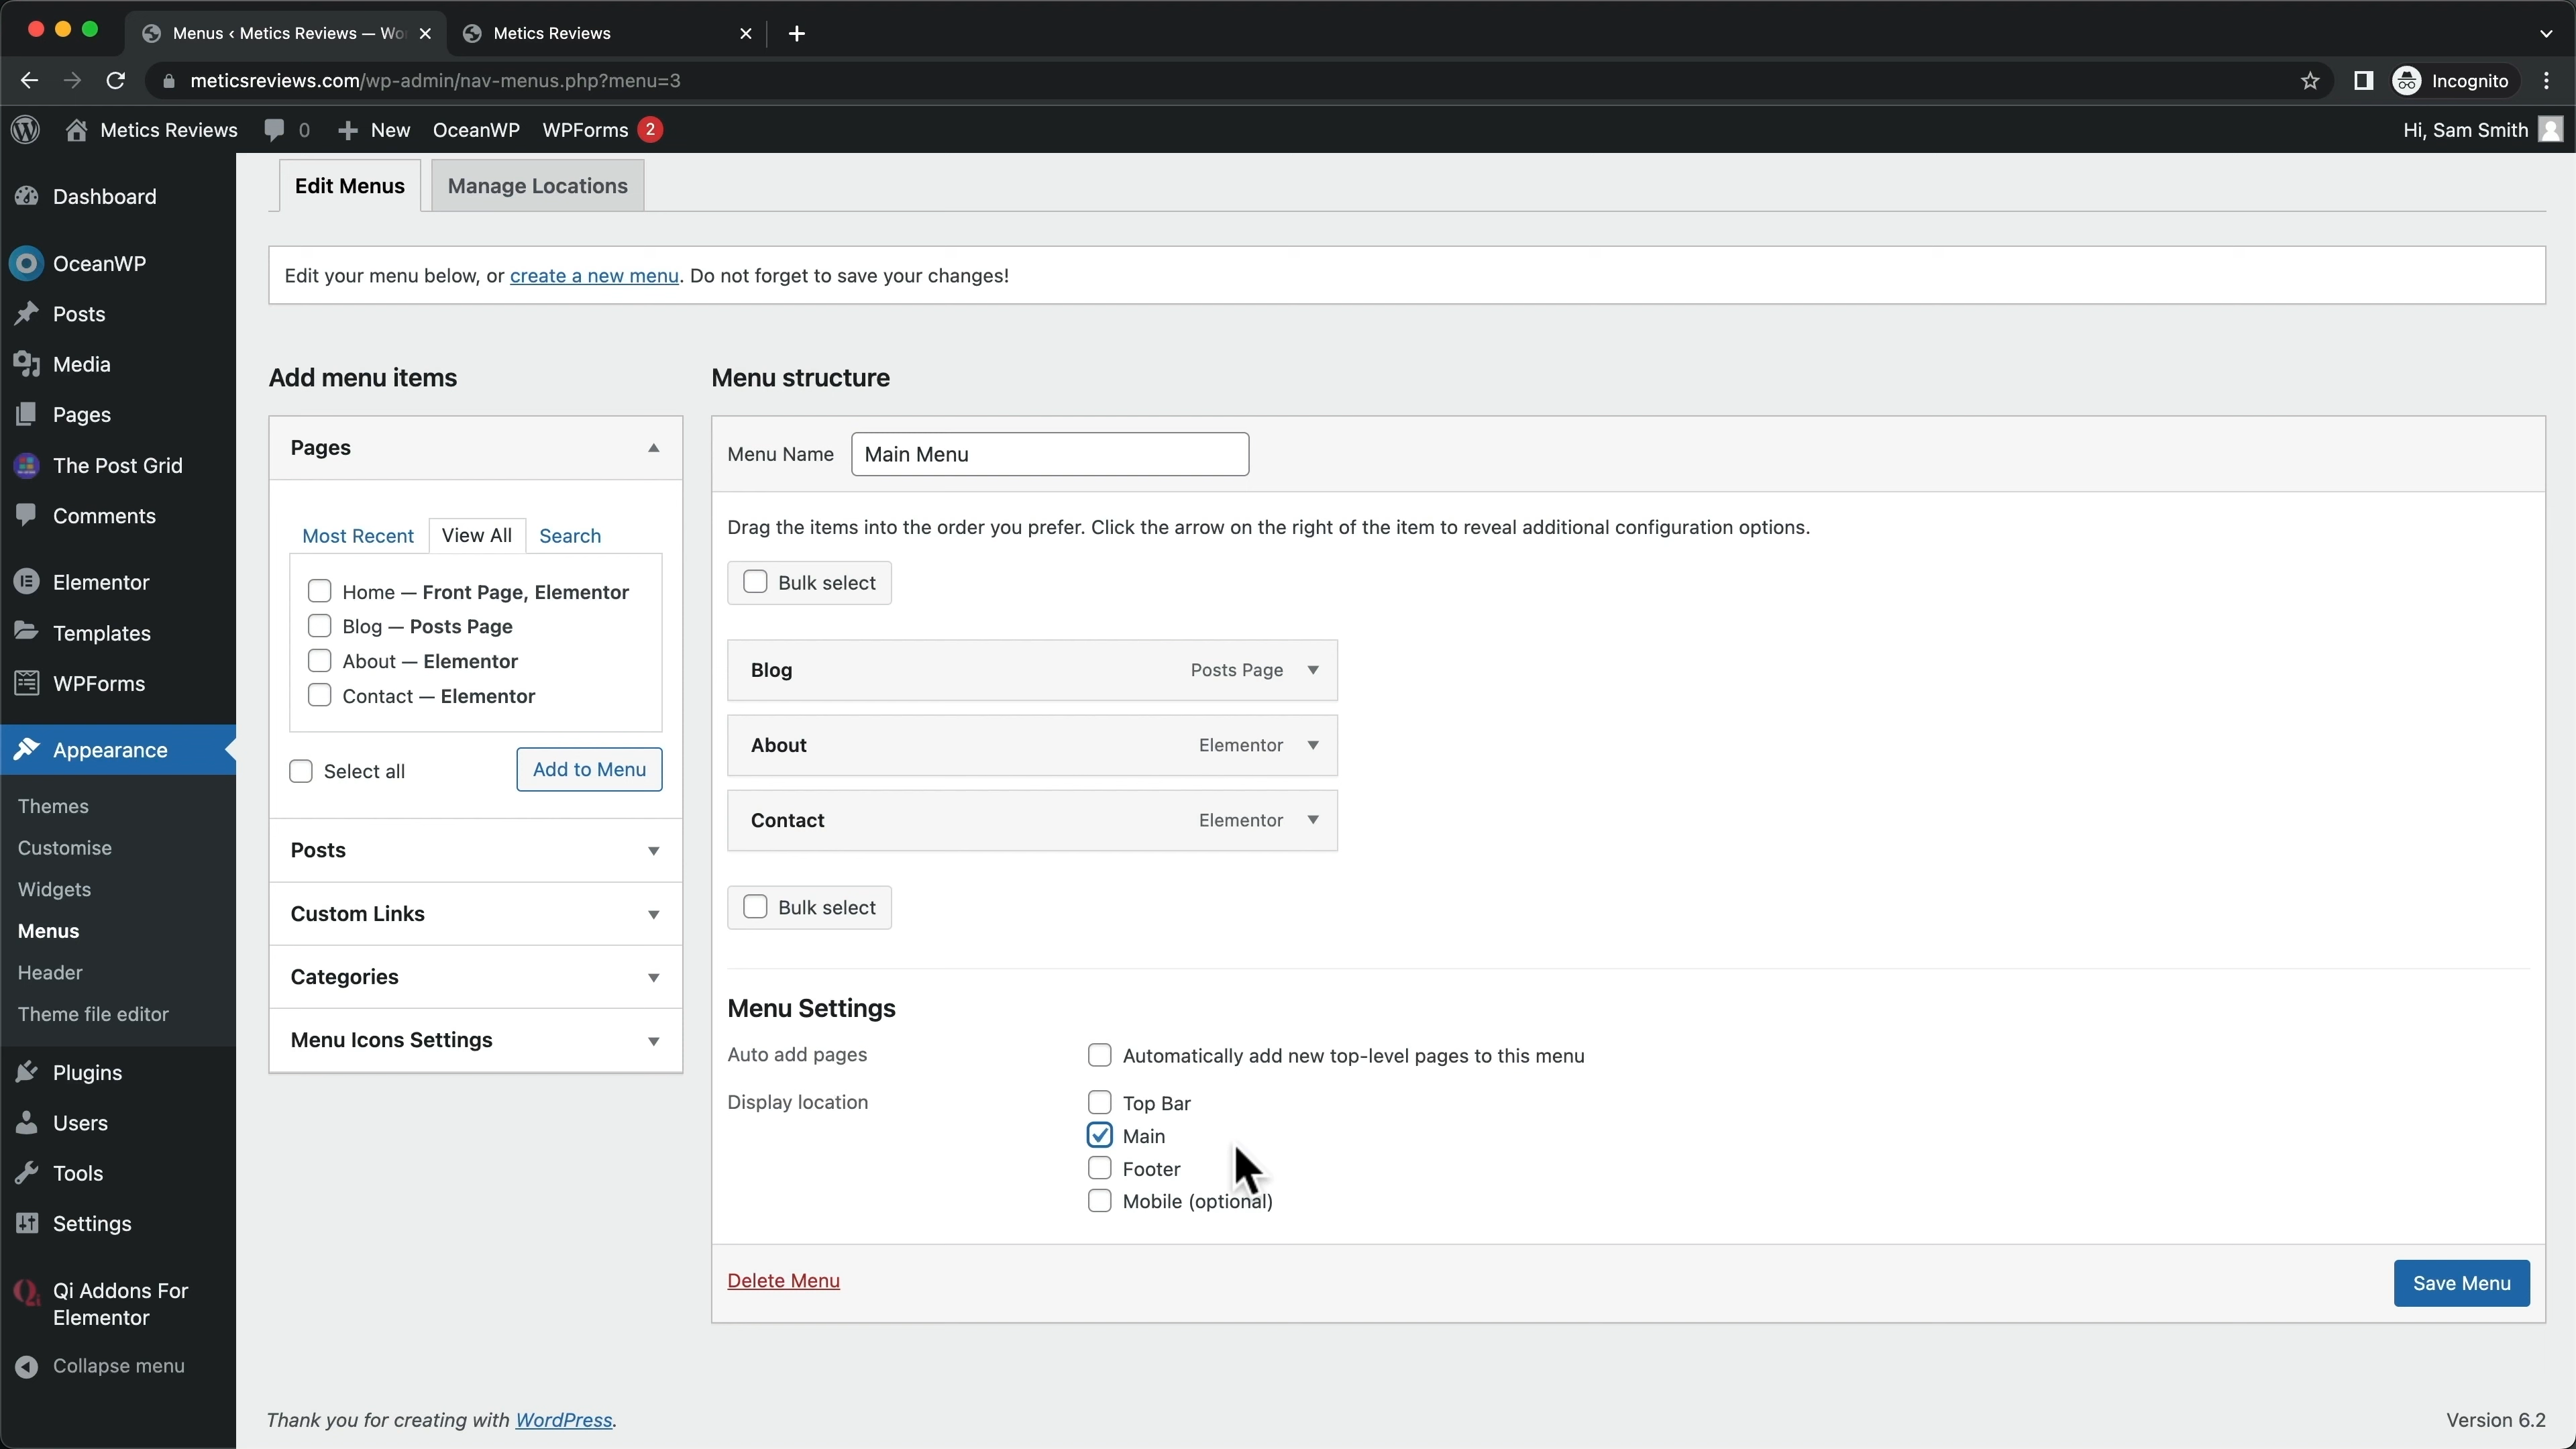 Menus ‹ Metics Reviews — Wo
Metics Reviews
meticsreviews.com/wp-admin/nav-menus.php?menu=3
Incognito
Metics Reviews
0
New
OceanWP
WPForms
2
Hi, Sam Smith
Dashboard
OceanWP
Posts
Media
Pages
The Post Grid
Comments
Elementor
Templates
WPForms
Appearance
Themes
Customise
Widgets
Menus
Header
Theme file editor
Plugins
Users
Tools
Settings
Qi Addons For
Elementor
Collapse menu
Edit Menus
Manage Locations
Edit your menu below, or create a new menu. Do not forget to save your changes!
Add menu items
Pages
Most Recent
View All
Search
Home — Front Page, Elementor
Blog — Posts Page
About — Elementor
Contact — Elementor
Select all
Add to Menu
Posts
Custom Links
Categories
Menu Icons Settings
Menu structure
Menu Name
Main Menu
Drag the items into the order you prefer. Click the arrow on the right of the item to reveal additional configuration options.
Bulk select
Blog
Posts Page
About
Elementor
Contact
Elementor
Bulk select
Menu Settings
Auto add pages
Automatically add new top-level pages to this menu
Display location
Top Bar
Main
Footer
Mobile (optional)
Delete Menu
Save Menu
Thank you for creating with WordPress.
Version 6.2